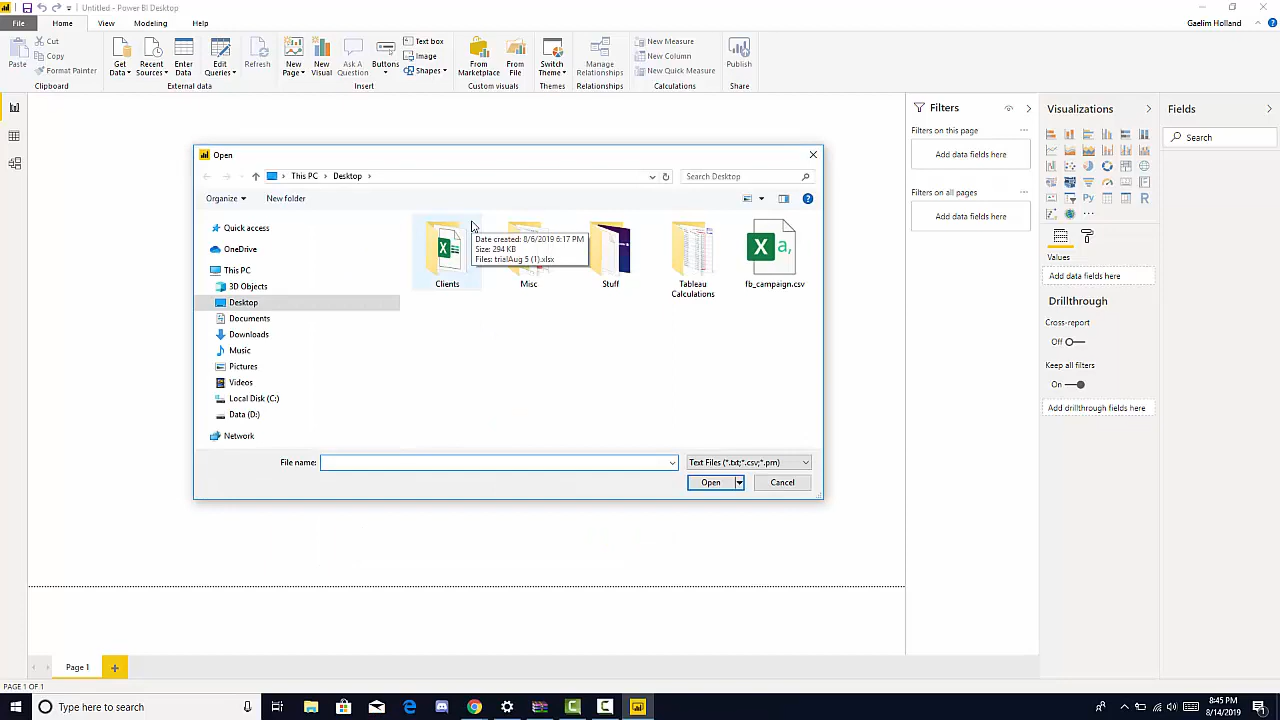 Untitled - Power BI Desktop
File
Home
View
Modeling
Help
Gaelim Holland
Paste
Cut
Copy
Format Painter
Clipboard
Get Data
Recent Sources
Enter Data
Edit Queries
Refresh
External data
New Page
New Visual
Ask A Question
Buttons
Text box
Image
Shapes
Insert
From Marketplace
From File
Custom visuals
Switch Theme
Themes
Manage Relationships
Relationships
New Measure
New Column
New Quick Measure
Calculations
Publish
Share
Open
This PC
Desktop
Search Desktop
Organize
New folder
Quick access
OneDrive
This PC
3D Objects
Desktop
Documents
Downloads
Music
Pictures
Videos
Local Disk (C:)
Data (D:)
Network
Date created: 8/6/2019 6:17 PM
Size: 294 KB
Files: trialAug 5 (1).xlsx
Clients
Misc
Stuff
Tableau Calculations
fb_campaign.csv
File name:
Text Files (*.txt;*.csv;*.prn)
Open
Cancel
Filters
Filters on this page
Add data fields here
Filters on all pages
Add data fields here
Visualizations
Py
R
Values
Add data fields here
Drillthrough
Cross-report
Off
Keep all filters
On
Add drillthrough fields here
Fields
Search
Page 1
PAGE 1 OF 1
Type here to search
8:45 PM
8/14/2019